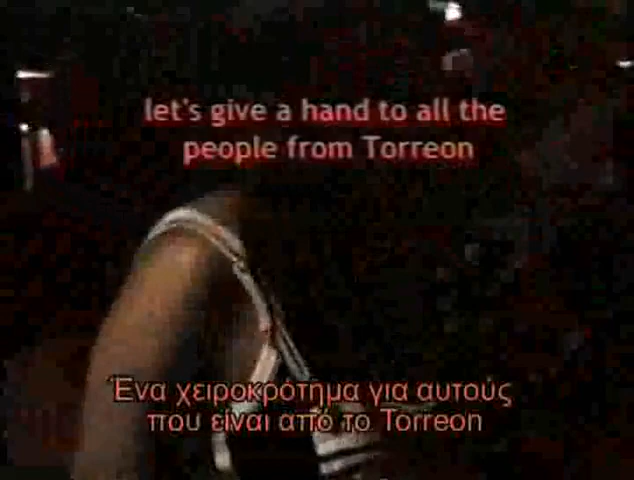 let's give a hand to all the
people from Torreon
Ένα χειροκρότημα για αυτούς
που είναι από το Torreon